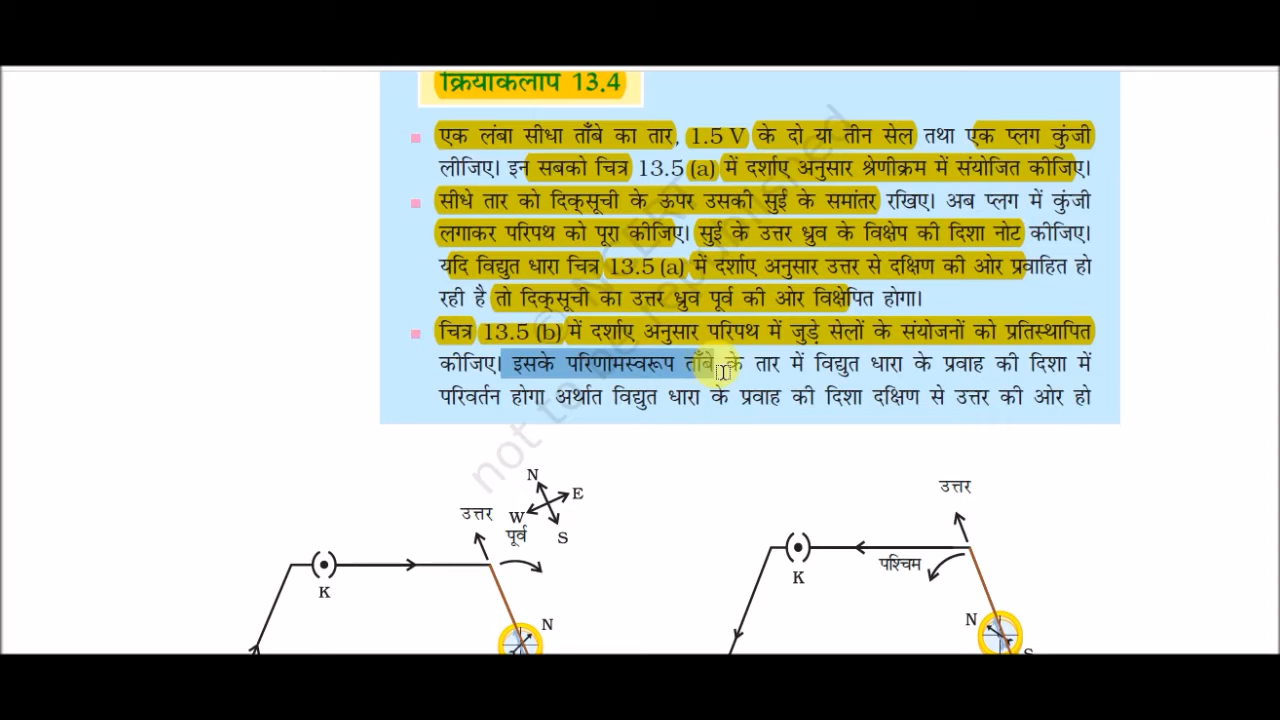 क्रियाकलाप 13.4
एक लंबा सीधा ताँबे का तार, 1.5 V के दो या तीन सेल तथा एक प्लग कुंजी
लीजिए। इन सबको चित्र 13.5 (a) में दर्शाए अनुसार श्रेणीक्रम में संयोजित कीजिए।
सीधे तार को दिक्सूची के ऊपर उसकी सुई के समांतर रखिए। अब प्लग में कुंजी
लगाकर परिपथ को पूरा कीजिए। सुई के उत्तर ध्रुव के विक्षेप की दिशा नोट कीजिए।
यदि विद्युत धारा चित्र 13.5 (a) में दर्शाए अनुसार उत्तर से दक्षिण की ओर प्रवाहित हो
रही है तो दिक्सूची का उत्तर ध्रुव पूर्व की ओर विक्षेपित होगा।
चित्र 13.5 (b) में दर्शाए अनुसार परिपथ में जुड़े सेलों के संयोजनों को प्रतिस्थापित
कीजिए। इसके परिणामस्वरूप ताँबे के तार में विद्युत धारा के प्रवाह की दिशा में
परिवर्तन होगा अर्थात विद्युत धारा के प्रवाह की दिशा दक्षिण से उत्तर की ओर हो
not to be
N
E
W
S
उत्तर
पूर्व
K
N
उत्तर
पश्चिम
K
N
S